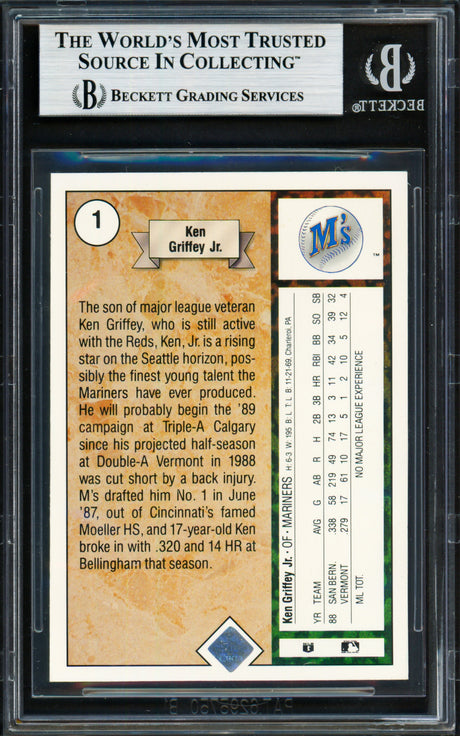 THE WORLD'S MOST TRUSTED
SOURCE IN COLLECTING™
BECKETT GRADING SERVICES
BECKETT
1
Ken
Griffey Jr.
M's
TM
The son of major league veteran
Ken Griffey, who is still active
with the Reds, Ken, Jr. is a rising
star on the Seattle horizon, pos-
sibly the finest young talent the
Mariners have ever produced.
He will probably begin the '89
campaign at Triple-A Calgary
since his projected half-season
at Double-A Vermont in 1988
was cut short by a back injury.
M's drafted him No. 1 in June
'87, out of Cincinnati's famed
Moeller HS, and 17-year-old Ken
broke in with .320 and 14 HR at
Bellingham that season.
Ken Griffey Jr. • OF • MARINERS H: 6-3 W: 195 B: L T: L B: 11-21-69, Charleroi, PA
YR TEAM AVG G AB R H 2B 3B HR RBI BB SO SB
88 SAN BERN. .338 58 219 49 74 13 3 11 42 34 39 32
VERMONT .279 17 61 10 17 5 1 2 10 5 12 4
ML TOT. NO MAJOR LEAGUE EXPERIENCE